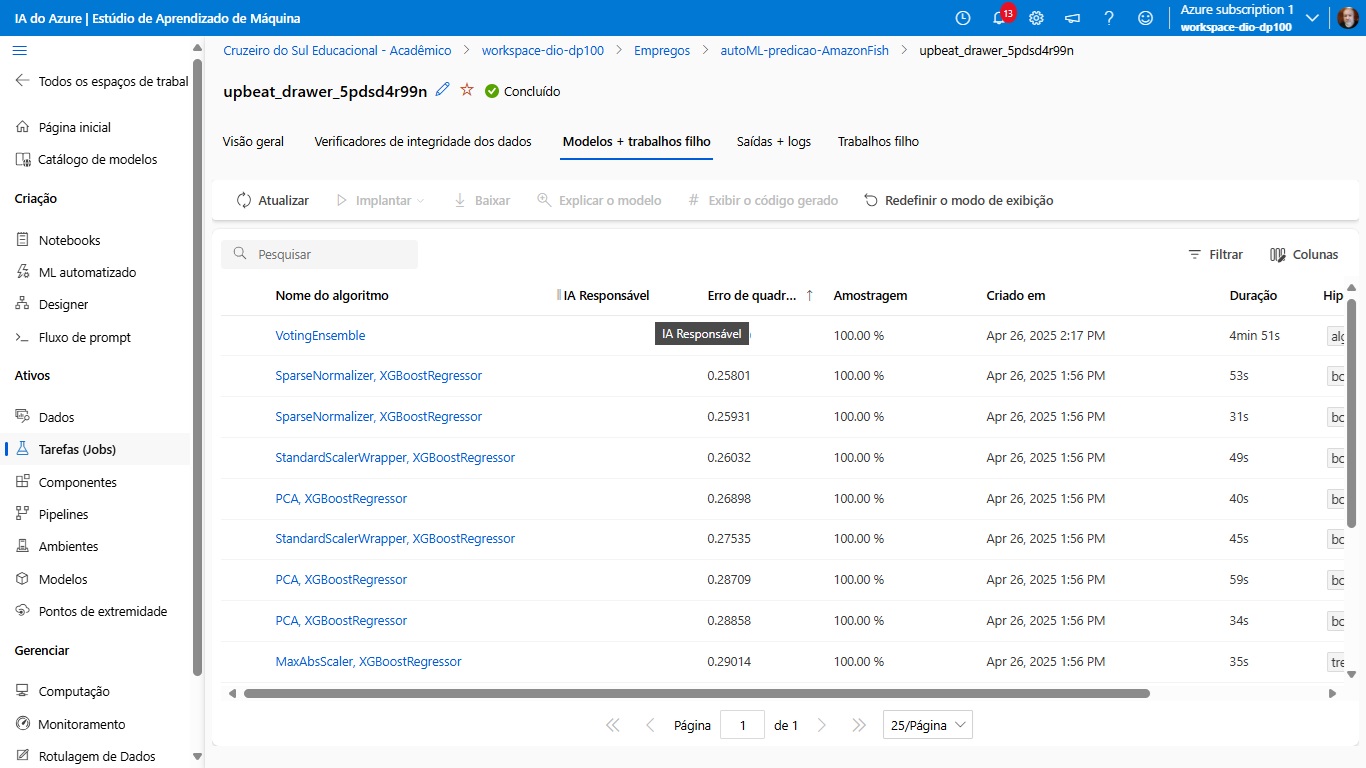 IA do Azure | Estúdio de Aprendizado de Máquina
13
Azure subscription 1
workspace-dio-dp100
Todos os espaços de trabal
Página inicial
Catálogo de modelos
Criação
Notebooks
ML automatizado
Designer
Fluxo de prompt
Ativos
Dados
Tarefas (Jobs)
Componentes
Pipelines
Ambientes
Modelos
Pontos de extremidade
Gerenciar
Computação
Monitoramento
Rotulagem de Dados
Cruzeiro do Sul Educacional - Acadêmico > workspace-dio-dp100 > Empregos > autoML-predicao-AmazonFish > upbeat_drawer_5pdsd4r99n
upbeat_drawer_5pdsd4r99n Concluído
Visão geral Verificadores de integridade dos dados Modelos + trabalhos filho Saídas + logs Trabalhos filho
Atualizar Implantar Baixar Explicar o modelo # Exibir o código gerado Redefinir o modo de exibição
Pesquisar Filtrar Colunas
Nome do algoritmo IA Responsável Erro de quadr... ↑ Amostragem Criado em Duração Hip
VotingEnsemble IA Responsável 100.00 % Apr 26, 2025 2:17 PM 4min 51s alg
SparseNormalizer, XGBoostRegressor 0.25801 100.00 % Apr 26, 2025 1:56 PM 53s bo
SparseNormalizer, XGBoostRegressor 0.25931 100.00 % Apr 26, 2025 1:56 PM 31s bo
StandardScalerWrapper, XGBoostRegressor 0.26032 100.00 % Apr 26, 2025 1:56 PM 49s bo
PCA, XGBoostRegressor 0.26898 100.00 % Apr 26, 2025 1:56 PM 40s bo
StandardScalerWrapper, XGBoostRegressor 0.27535 100.00 % Apr 26, 2025 1:56 PM 45s bo
PCA, XGBoostRegressor 0.28709 100.00 % Apr 26, 2025 1:56 PM 59s bo
PCA, XGBoostRegressor 0.28858 100.00 % Apr 26, 2025 1:56 PM 34s bo
MaxAbsScaler, XGBoostRegressor 0.29014 100.00 % Apr 26, 2025 1:56 PM 35s tre
Página 1 de 1 25/Página